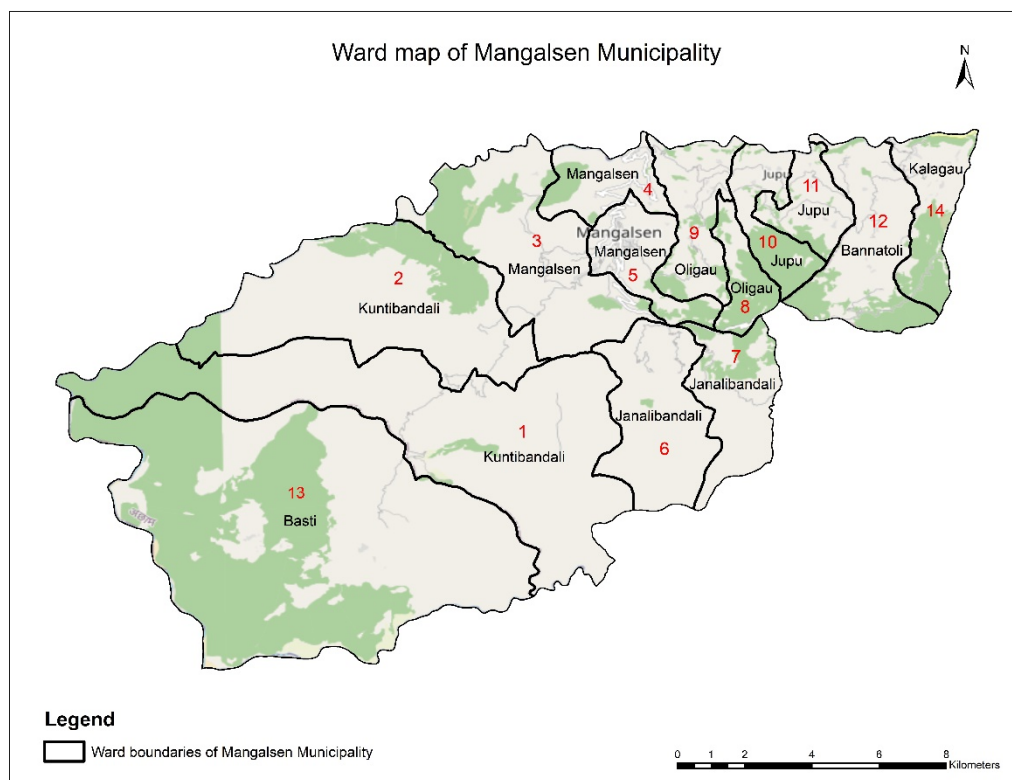 Ward map of Mangalsen Municipality
N
Kalagau
Mangalsen
Jupu
11
4
Jupu
14
12
Mangalsen
9
3
10
Bannatoli
Mangalsen
Jupu
Mangalsen
Oligau
5
2
Oligau
Kuntibandali
8
7
Janalibandali
Janalibandali
1
6
Kuntibandali
13
Basti
Legend
Ward boundaries of Mangalsen Municipality
0 1 2 4 6 8
Kilometers